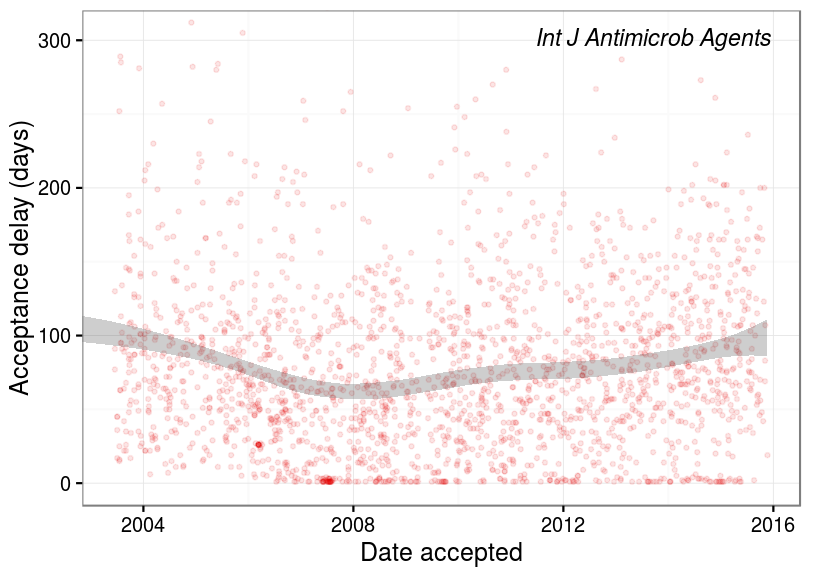 Int J Antimicrob Agents
300
200
100
0
Acceptance delay (days)
2004 2008 2012 2016
Date accepted